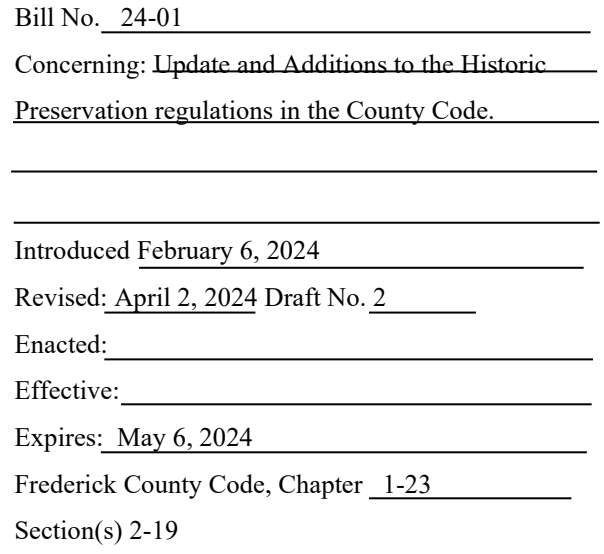 Bill No. 24-01
Concerning: Update and Additions to the Historic
Preservation regulations in the County Code.
Introduced February 6, 2024
Revised: April 2, 2024 Draft No. 2
Enacted:
Effective:
Expires: May 6, 2024
Frederick County Code, Chapter 1-23
Section(s) 2-19